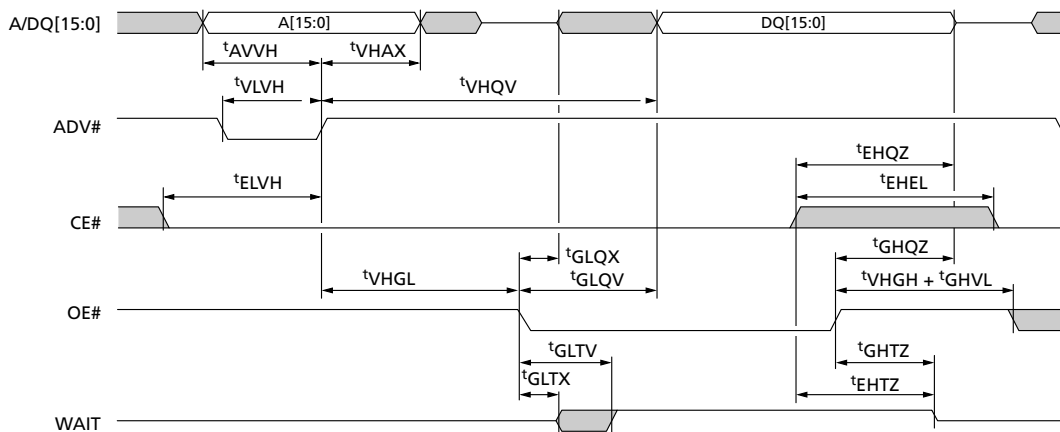 A/DQ[15:0] A[15:0] DQ[15:0]
tAVVH tVHAX
tVLVH tVHQV
ADV#
tEHQZ
tELVH tEHEL
CE#
tGLQX tGHQZ
tVHGL tGLQV tVHGH + tGHVL
OE#
tGLTV tGHTZ
tGLTX tEHTZ
WAIT